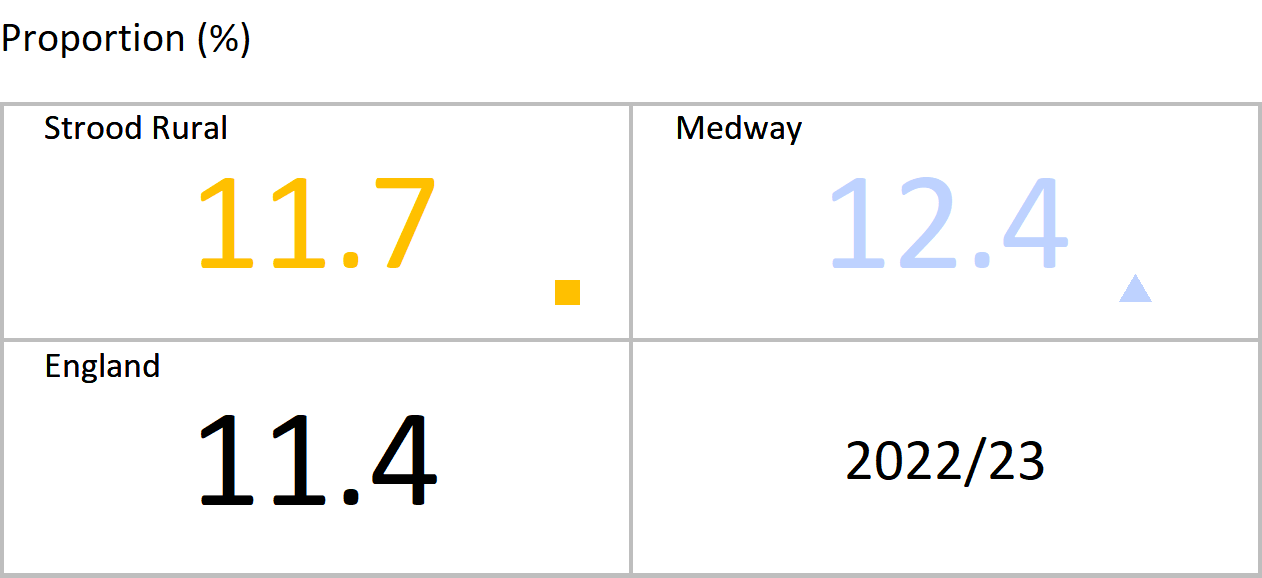 Proportion (%)
Strood Rural
11.7
Medway
12.4
England
11.4
2022/23